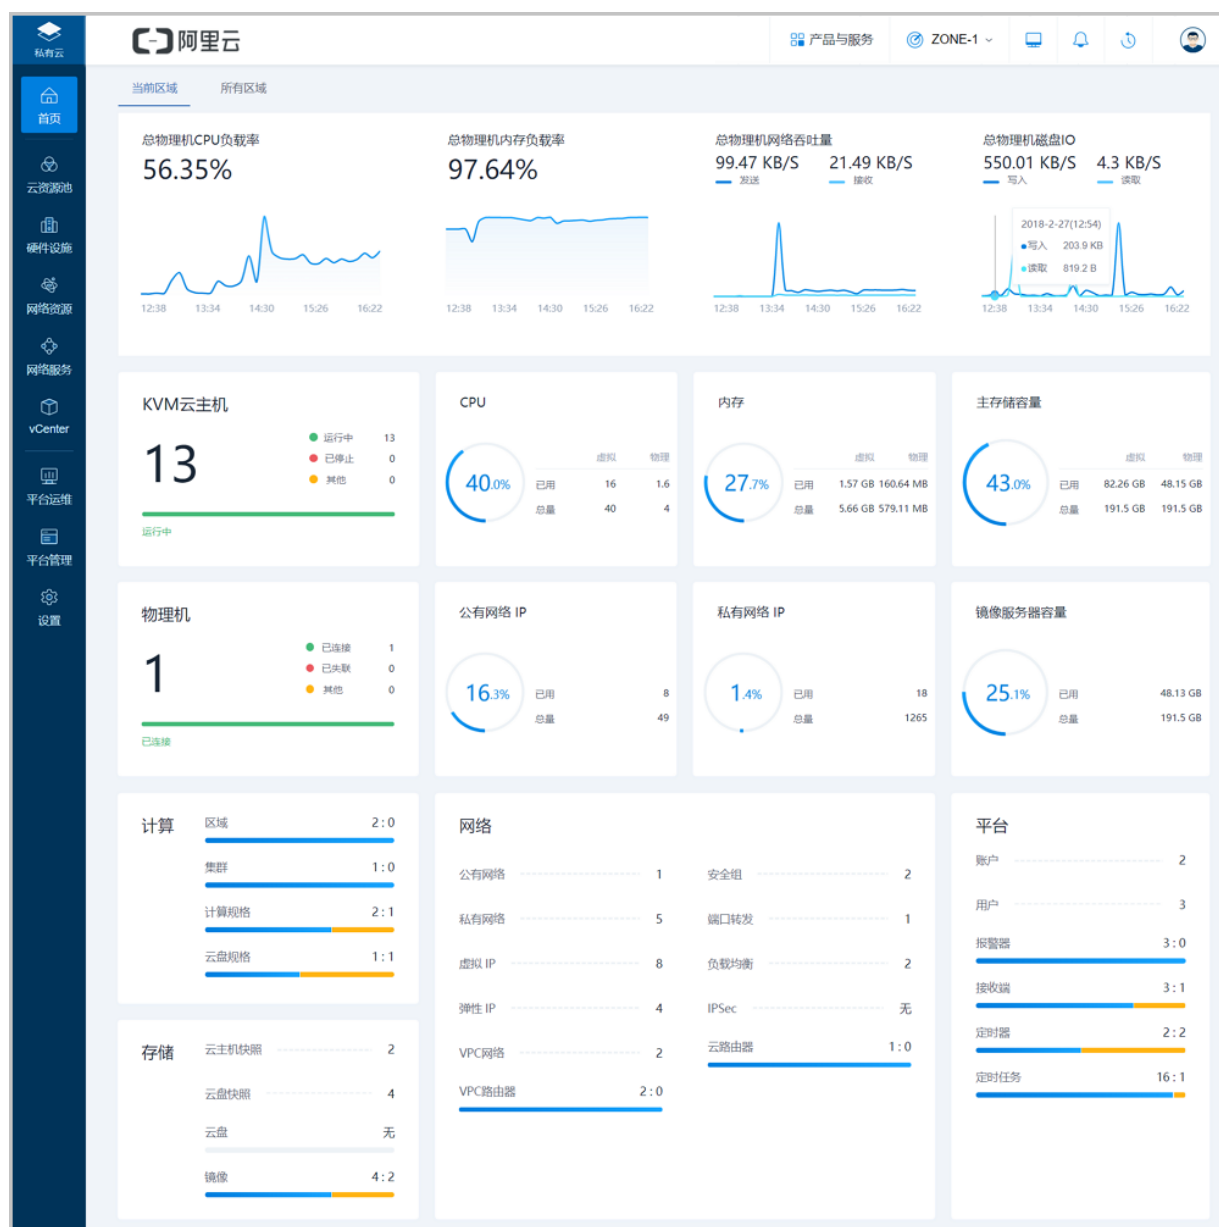 私有云
阿里云
产品与服务
ZONE-1
首页
云资源池
硬件设施
网络资源
网络服务
vCenter
平台运维
平台管理
设置
当前区域 所有区域
总物理机CPU负载率
56.35%
12:38 13:34 14:30 15:26 16:22
总物理机内存负载率
97.64%
12:38 13:34 14:30 15:26 16:22
总物理机网络吞吐量
99.47 KB/S 21.49 KB/S
发送 接收
12:38 13:34 14:30 15:26 16:22
总物理机磁盘IO
550.01 KB/S 4.3 KB/S
写入 读取
2018-2-27(12:54)
写入 203.9 KB
读取 819.2 B
12:38 13:34 14:30 15:26 16:22
KVM云主机
13
运行中 13
已停止 0
其他 0
运行中
CPU
40.0%
虚拟 物理
已用 16 1.6
总量 40 4
内存
27.7%
虚拟 物理
已用 1.57 GB 160.64 MB
总量 5.66 GB 579.11 MB
主存储容量
43.0%
虚拟 物理
已用 82.26 GB 48.15 GB
总量 191.5 GB 191.5 GB
物理机
1
已连接 1
已失联 0
其他 0
已连接
公有网络 IP
16.3%
已用 8
总量 49
私有网络 IP
1.4%
已用 18
总量 1265
镜像服务器容量
25.1%
已用 48.13 GB
总量 191.5 GB
计算
区域 2 : 0
集群 1 : 0
计算规格 2 : 1
云盘规格 1 : 1
存储
云主机快照 2
云盘快照 4
云盘 无
镜像 4 : 2
网络
公有网络 1
私有网络 5
虚拟 IP 8
弹性 IP 4
VPC网络 2
VPC路由器 2 : 0
安全组 2
端口转发 1
负载均衡 2
IPSec 无
云路由器 1 : 0
平台
账户 2
用户 3
报警器 3 : 0
接收端 3 : 1
定时器 2 : 2
定时任务 16 : 1